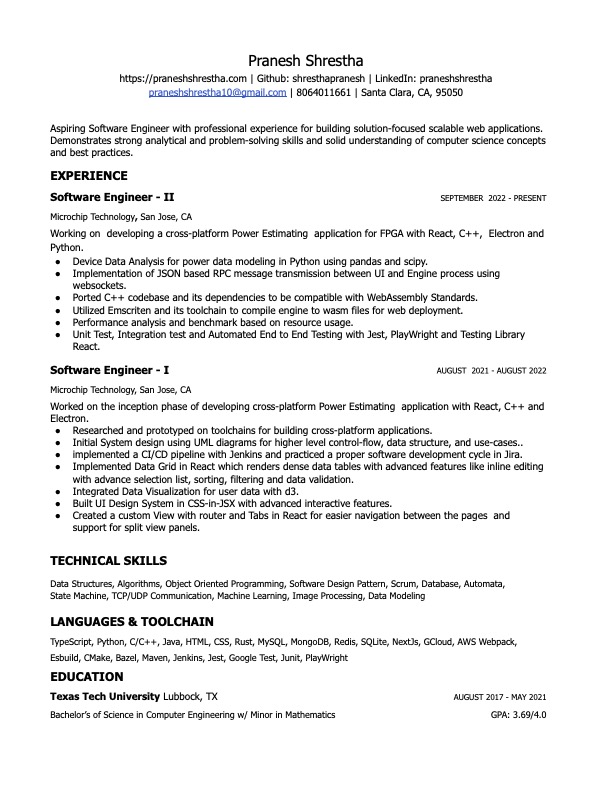 Pranesh Shrestha
https://praneshshrestha.com | Github: shresthapranesh | LinkedIn: praneshshrestha
praneshshrestha10@gmail.com | 8064011661 | Santa Clara, CA, 95050
Aspiring Software Engineer with professional experience for building solution-focused scalable web applications.
Demonstrates strong analytical and problem-solving skills and solid understanding of computer science concepts
and best practices.
EXPERIENCE
Software Engineer - II SEPTEMBER 2022 - PRESENT
Microchip Technology, San Jose, CA
Working on developing a cross-platform Power Estimating application for FPGA with React, C++, Electron and
Python.
● Device Data Analysis for power data modeling in Python using pandas and scipy.
● Implementation of JSON based RPC message transmission between UI and Engine process using
websockets.
● Ported C++ codebase and its dependencies to be compatible with WebAssembly Standards.
● Utilized Emscriten and its toolchain to compile engine to wasm files for web deployment.
● Performance analysis and benchmark based on resource usage.
● Unit Test, Integration test and Automated End to End Testing with Jest, PlayWright and Testing Library
React.
Software Engineer - I AUGUST 2021 - AUGUST 2022
Microchip Technology, San Jose, CA
Worked on the inception phase of developing cross-platform Power Estimating application with React, C++ and
Electron.
● Researched and prototyped on toolchains for building cross-platform applications.
● Initial System design using UML diagrams for higher level control-flow, data structure, and use-cases..
● implemented a CI/CD pipeline with Jenkins and practiced a proper software development cycle in Jira.
● Implemented Data Grid in React which renders dense data tables with advanced features like inline editing
with advance selection list, sorting, filtering and data validation.
● Integrated Data Visualization for user data with d3.
● Built UI Design System in CSS-in-JSX with advanced interactive features.
● Created a custom View with router and Tabs in React for easier navigation between the pages and
support for split view panels.
TECHNICAL SKILLS
Data Structures, Algorithms, Object Oriented Programming, Software Design Pattern, Scrum, Database, Automata,
State Machine, TCP/UDP Communication, Machine Learning, Image Processing, Data Modeling
LANGUAGES & TOOLCHAIN
TypeScript, Python, C/C++, Java, HTML, CSS, Rust, MySQL, MongoDB, Redis, SQLite, NextJs, GCloud, AWS Webpack,
Esbuild, CMake, Bazel, Maven, Jenkins, Jest, Google Test, Junit, PlayWright
EDUCATION
Texas Tech University Lubbock, TX AUGUST 2017 - MAY 2021
Bachelor's of Science in Computer Engineering w/ Minor in Mathematics GPA: 3.69/4.0